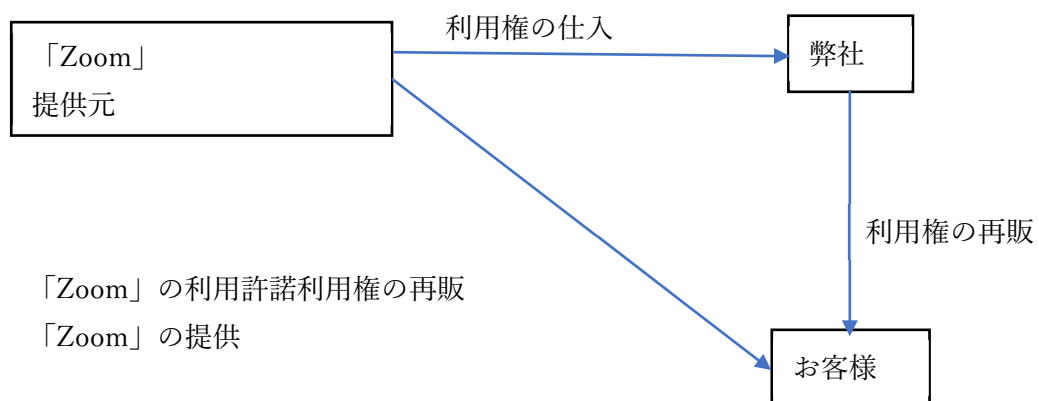 利用権の仕入
「Zoom」
提供元
弊社
利用権の再販
「Zoom」の利用許諾利用権の再販
「Zoom」の提供
お客様